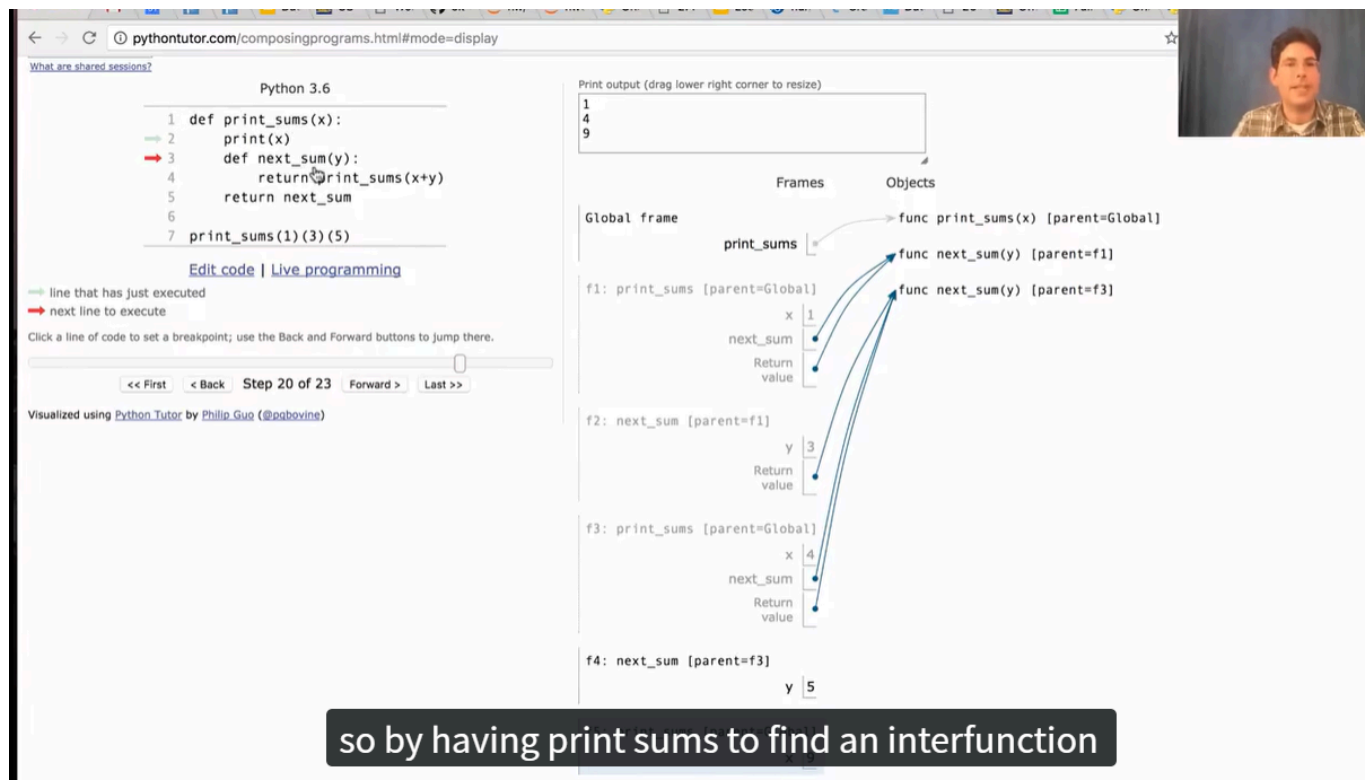 pythontutor.com/composingprograms.html#mode=display
What are shared sessions?
Python 3.6
1 def print_sums(x):
2 print(x)
3 def next_sum(y):
4 return print_sums(x+y)
5 return next_sum
6
7 print_sums(1)(3)(5)
Edit code | Live programming
line that has just executed
next line to execute
Click a line of code to set a breakpoint; use the Back and Forward buttons to jump there.
<< First < Back Step 20 of 23 Forward > Last >>
Visualized using Python Tutor by Philip Guo (@pgbovine)
Print output (drag lower right corner to resize)
1
4
9
Frames Objects
Global frame
print_sums
func print_sums(x) [parent=Global]
func next_sum(y) [parent=f1]
func next_sum(y) [parent=f3]
f1: print_sums [parent=Global]
x 1
next_sum
Return
value
f2: next_sum [parent=f1]
y 3
Return
value
f3: print_sums [parent=Global]
x 4
next_sum
Return
value
f4: next_sum [parent=f3]
y 5
x 9
so by having print sums to find an interfunction